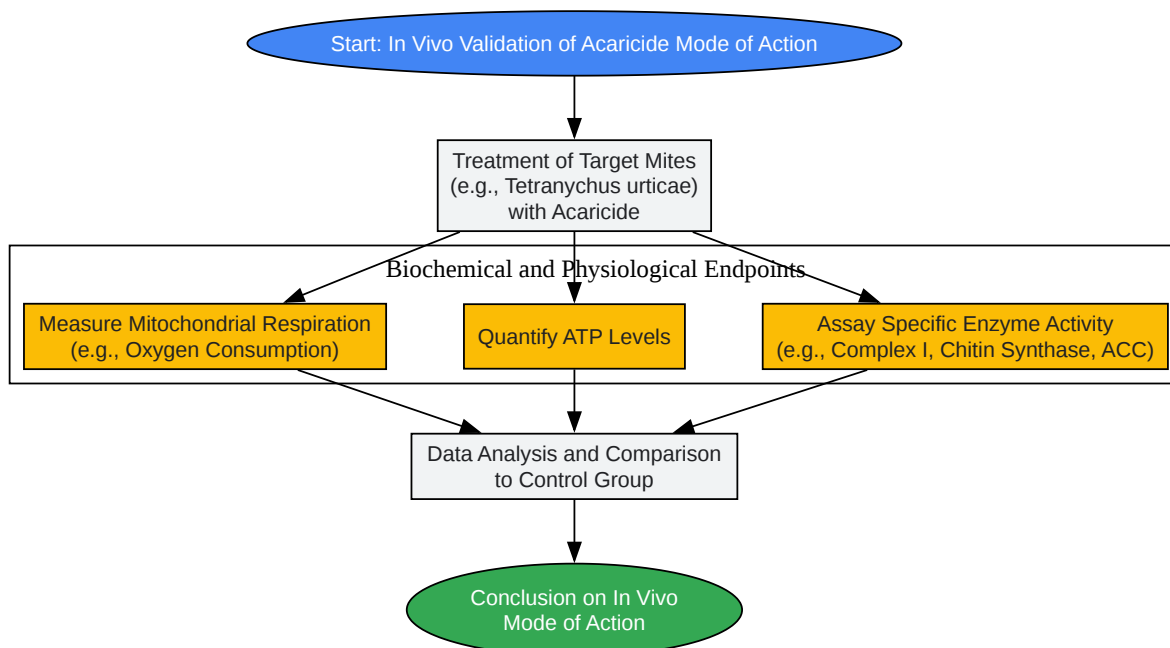 Start: In Vivo Validation of Acaricide Mode of Action
Treatment of Target Mites
(e.g., Tetranychus urticae)
with Acaricide
Biochemical and Physiological Endpoints
Measure Mitochondrial Respiration
(e.g., Oxygen Consumption)
Quantify ATP Levels
Assay Specific Enzyme Activity
(e.g., Complex I, Chitin Synthase, ACC)
Data Analysis and Comparison
to Control Group
Conclusion on In Vivo
Mode of Action